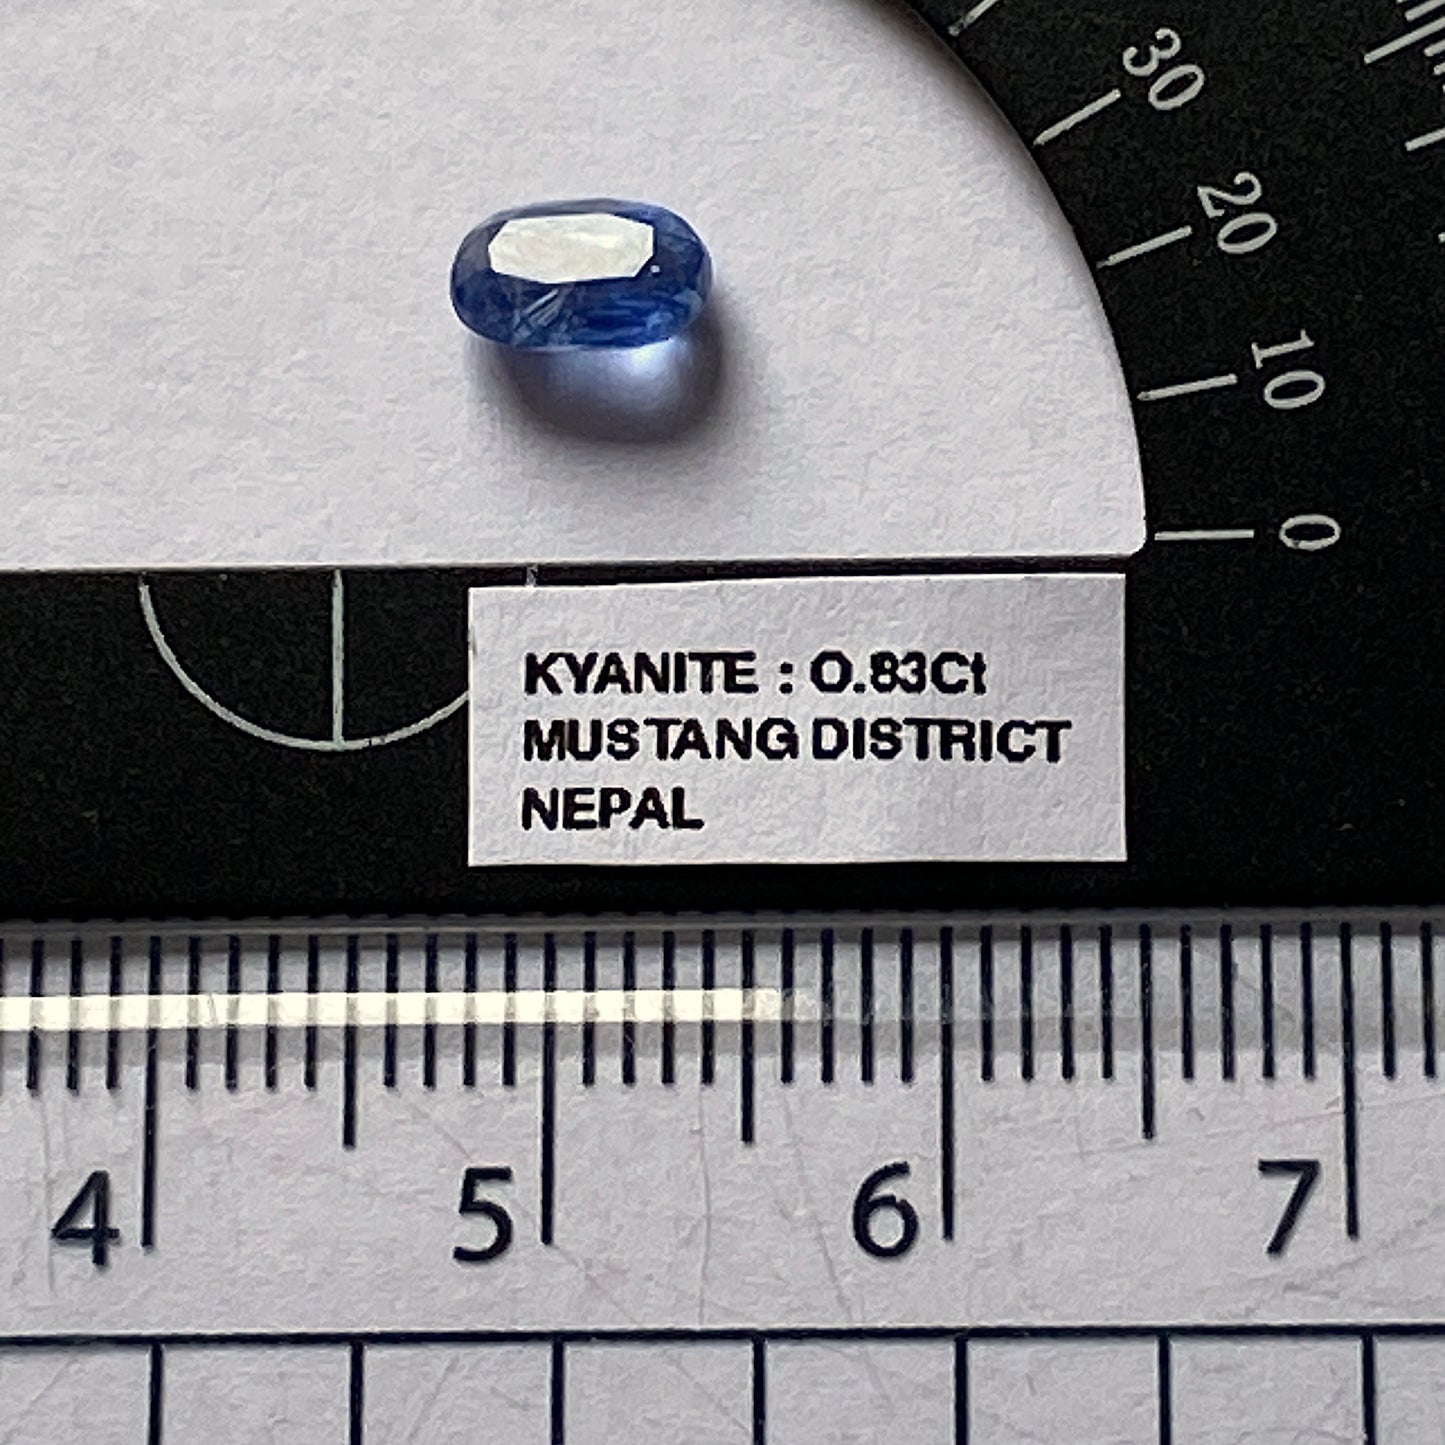 30
20
10
0
KYANITE : 0.83Ct
MUSTANG DISTRICT
NEPAL
4 5 6 7